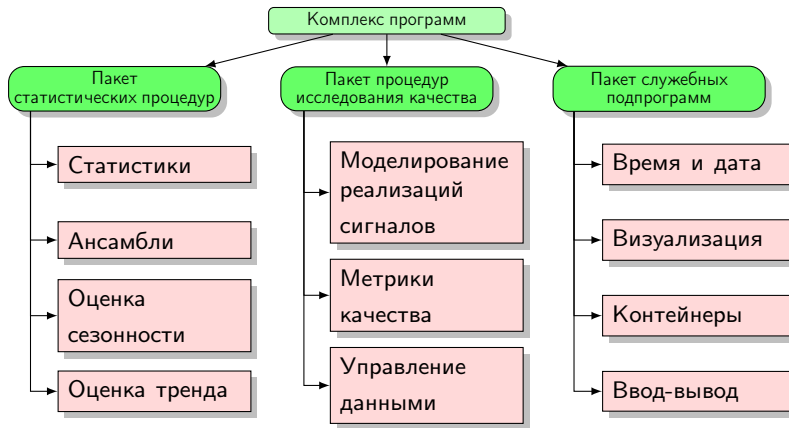 Комплекс программ
Пакет
статистических процедур
Статистики
Ансамбли
Оценка
сезонности
Оценка тренда
Пакет процедур
исследования качества
Моделирование
реализаций
сигналов
Метрики
качества
Управление
данными
Пакет служебных
подпрограмм
Время и дата
Визуализация
Контейнеры
Ввод-вывод